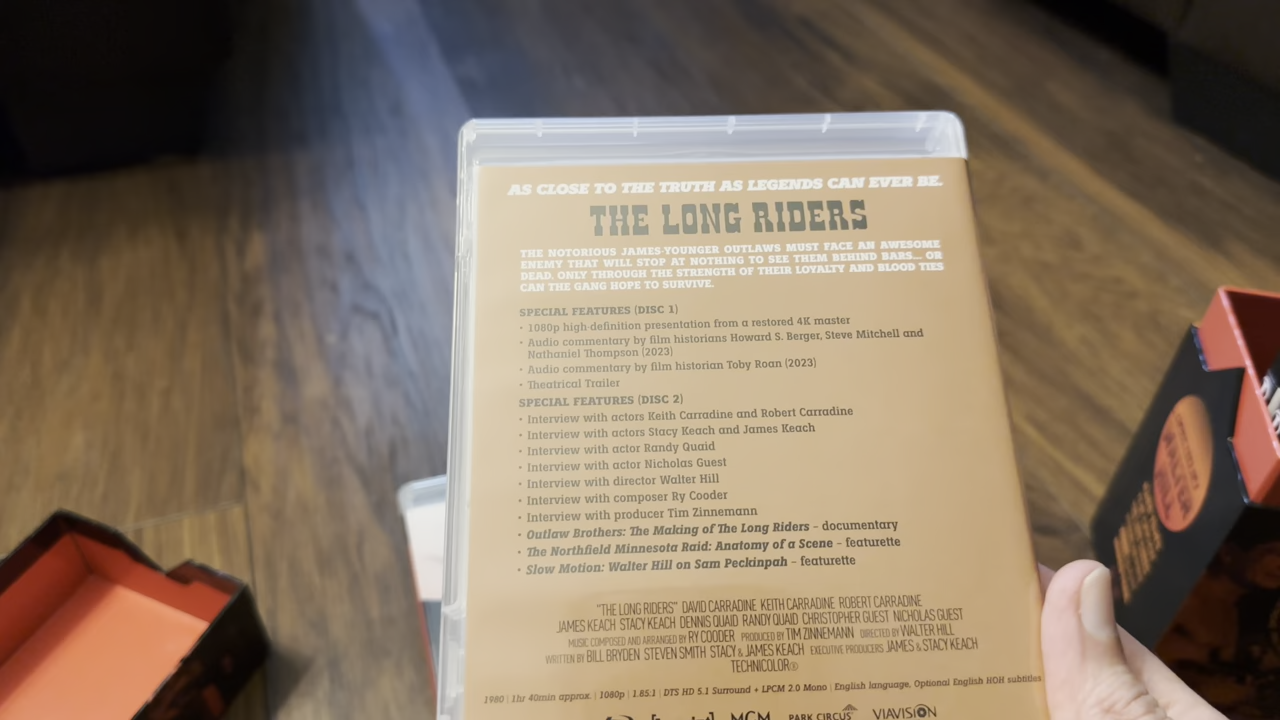 AS CLOSE TO THE TRUTH AS LEGENDS CAN EVER BE.
THE LONG RIDERS
THE NOTORIOUS JAMES-YOUNGER OUTLAWS MUST FACE AN AWESOME
ENEMY THAT WILL STOP AT NOTHING TO SEE THEM BEHIND BARS... OR
DEAD. ONLY THROUGH THE STRENGTH OF THEIR LOYALTY AND BLOOD TIES
CAN THE GANG HOPE TO SURVIVE.
SPECIAL FEATURES (DISC 1)
• 1080p high-definition presentation from a restored 4K master
• Audio commentary by film historians Howard S. Berger, Steve Mitchell and
Nathaniel Thompson (2023)
• Audio commentary by film historian Toby Roan (2023)
• Theatrical Trailer
SPECIAL FEATURES (DISC 2)
• Interview with actors Keith Carradine and Robert Carradine
• Interview with actors Stacy Keach and James Keach
• Interview with actor Randy Quaid
• Interview with actor Nicholas Guest
• Interview with director Walter Hill
• Interview with composer Ry Cooder
• Interview with producer Tim Zinnemann
• Outlaw Brothers: The Making of The Long Riders – documentary
• The Northfield Minnesota Raid: Anatomy of a Scene – featurette
• Slow Motion: Walter Hill on Sam Peckinpah – featurette
"THE LONG RIDERS" DAVID CARRADINE KEITH CARRADINE ROBERT CARRADINE
JAMES KEACH STACY KEACH DENNIS QUAID RANDY QUAID CHRISTOPHER GUEST NICHOLAS GUEST
MUSIC COMPOSED AND ARRANGED BY RY COODER PRODUCED BY TIM ZINNEMANN DIRECTED BY WALTER HILL
WRITTEN BY BILL BRYDEN STEVEN SMITH STACY & JAMES KEACH EXECUTIVE PRODUCERS JAMES & STACY KEACH
TECHNICOLOR®
1980 | 1hr 40min approx. | 1080p | 1.85:1 | DTS HD 5.1 Surround + LPCM 2.0 Mono | English language, Optional English HOH subtitles
MGM PARK CIRCUS VIAVISION
WALTER
HILL